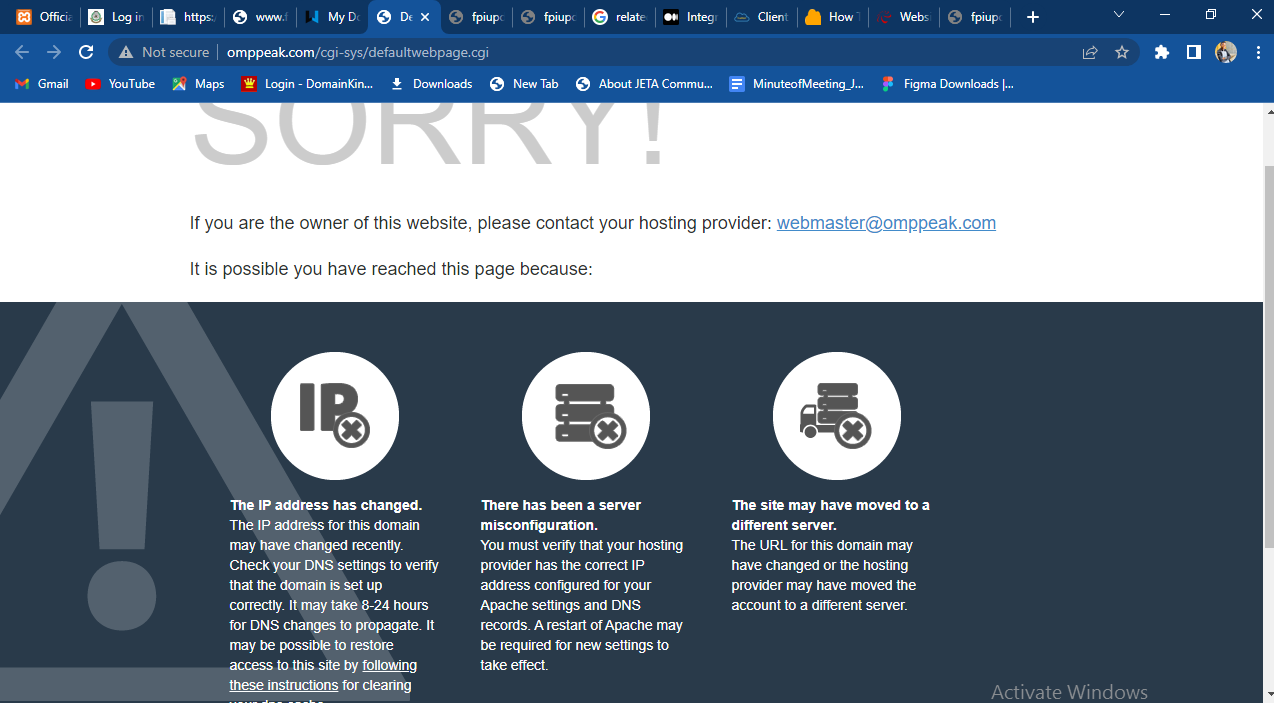 Officia
Log in
https:
www.f
My Do
De
fpiupo
fpiupo
relate
Integr
Client
How T
Websi
fpiupo
Not secure
omppeak.com/cgi-sys/defaultwebpage.cgi
Gmail
YouTube
Maps
Login - DomainKin...
Downloads
New Tab
About JETA Commu...
MinuteofMeeting_J...
Figma Downloads |...
SORRY!
If you are the owner of this website, please contact your hosting provider: webmaster@omppeak.com
It is possible you have reached this page because:
IP
The IP address has changed.
The IP address for this domain
may have changed recently.
Check your DNS settings to verify
that the domain is set up
correctly. It may take 8-24 hours
for DNS changes to propagate. It
may be possible to restore
access to this site by following
these instructions for clearing
your dns cache.
There has been a server
misconfiguration.
You must verify that your hosting
provider has the correct IP
address configured for your
Apache settings and DNS
records. A restart of Apache may
be required for new settings to
take effect.
The site may have moved to a
different server.
The URL for this domain may
have changed or the hosting
provider may have moved the
account to a different server.
Activate Windows